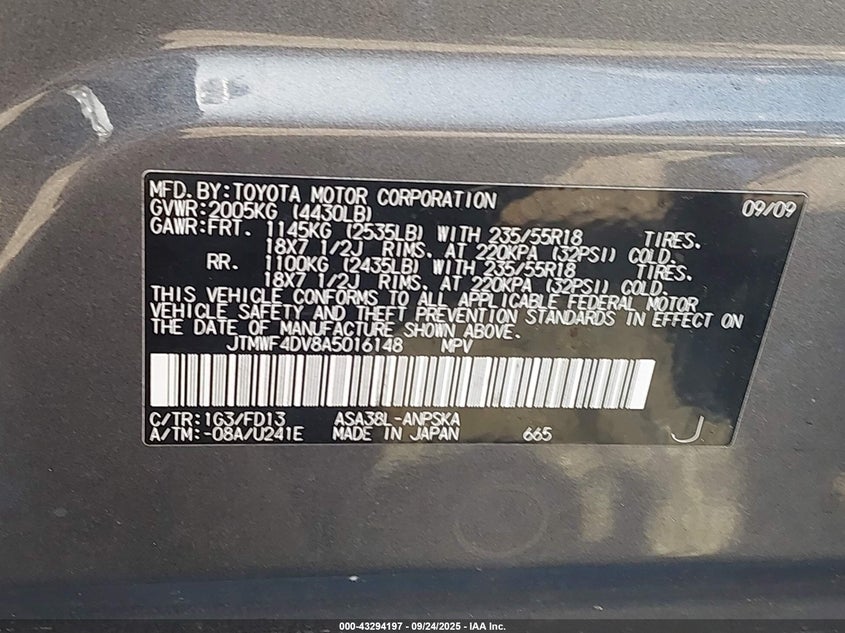 MFD.BY:TOYOTA MOTOR CORPORATION 09/09
GVWR:2005KG (4430LB)
GAWR:FRT. 1145KG (2535LB) WITH 235/55R18 TIRES.
18X7 1/2J RIMS. AT 220KPA (32PSI) COLD.
RR. 1100KG (2435LB) WITH 235/55R18 TIRES.
18X7 1/2J RIMS. AT 220KPA (32PSI) COLD.
THIS VEHICLE CONFORMS TO ALL APPLICABLE FEDERAL MOTOR
VEHICLE SAFETY AND THEFT PREVENTION STANDARDS IN EFFECT ON
THE DATE OF MANUFACTURE SHOWN ABOVE.
JTMWF4DV8A5016148 MPV
C/TR:1G3/FD13 ASA38L-ANPSKA
A/TM:-08A/U241E MADE IN JAPAN 665 J
000-43294197 - 09/24/2025 - IAA Inc.